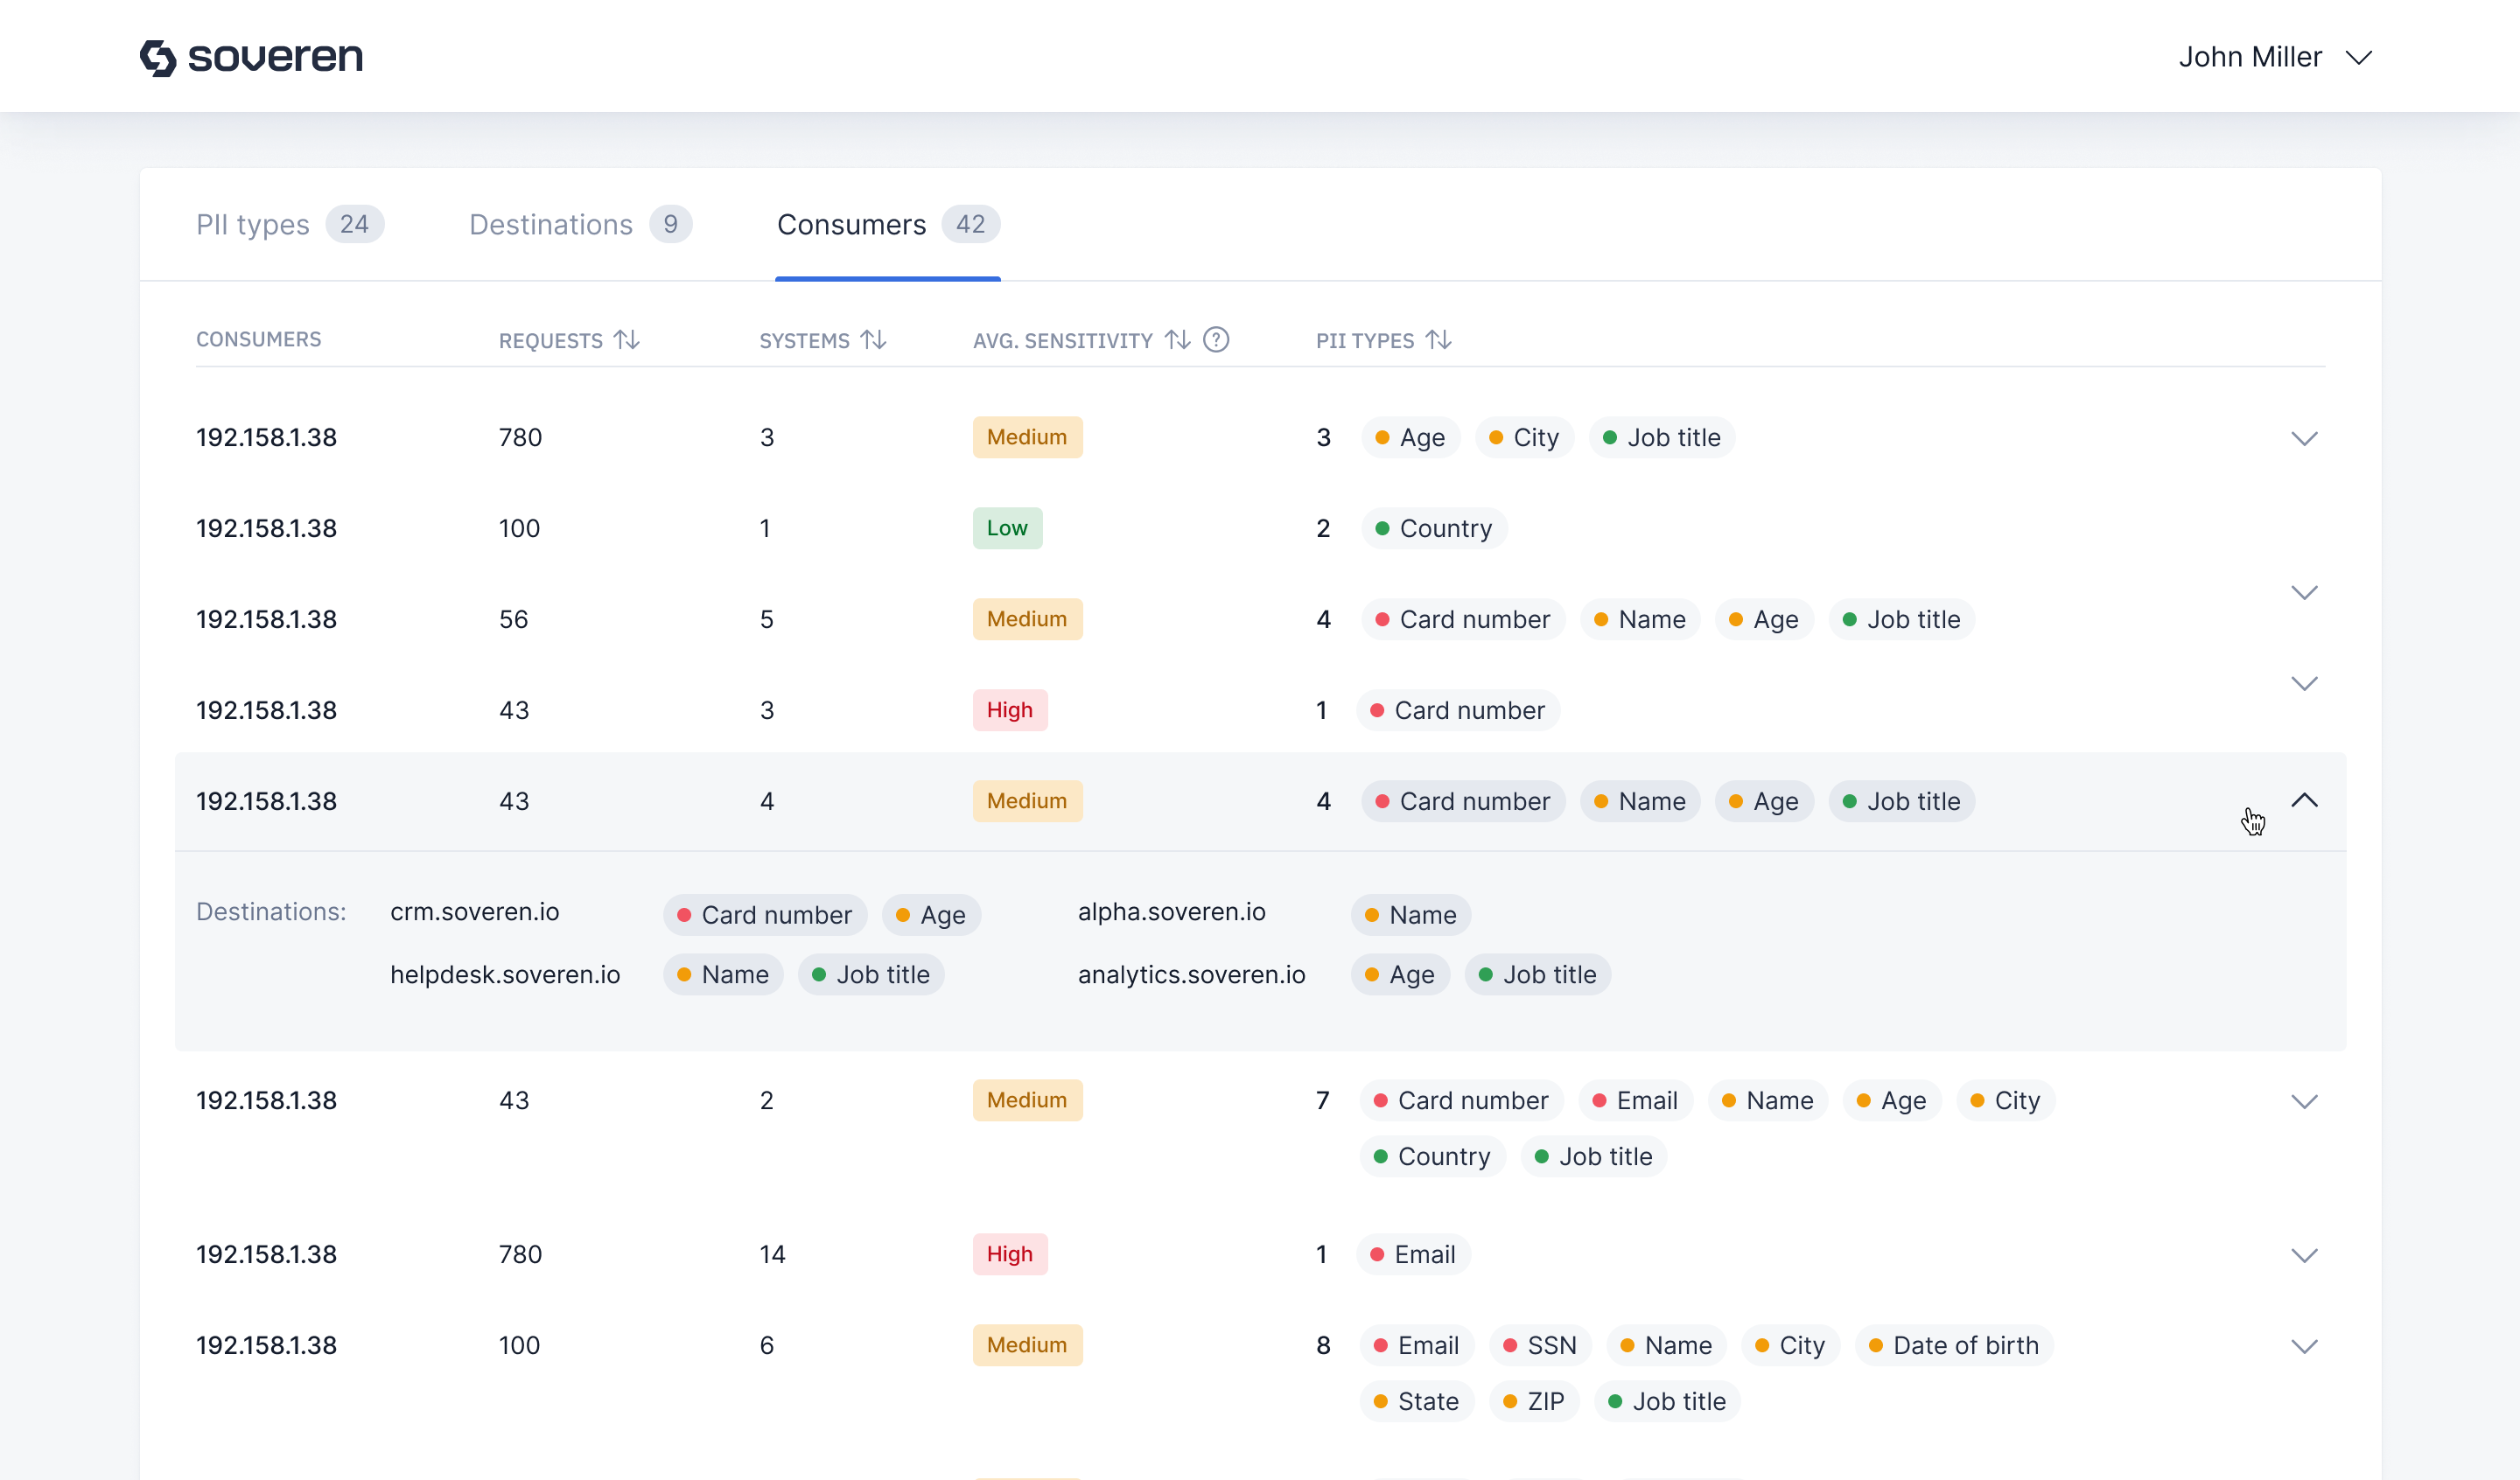 soveren John Miller
PII types 24 Destinations 9 Consumers 42
CONSUMERS REQUESTS SYSTEMS AVG. SENSITIVITY ? PII TYPES
192.158.1.38 780 3 Medium 3 Age City Job title
192.158.1.38 100 1 Low 2 Country
192.158.1.38 56 5 Medium 4 Card number Name Age Job title
192.158.1.38 43 3 High 1 Card number
192.158.1.38 43 4 Medium 4 Card number Name Age Job title
Destinations: crm.soveren.io Card number Age alpha.soveren.io Name
helpdesk.soveren.io Name Job title analytics.soveren.io Age Job title
192.158.1.38 43 2 Medium 7 Card number Email Name Age City
Country Job title
192.158.1.38 780 14 High 1 Email
192.158.1.38 100 6 Medium 8 Email SSN Name City Date of birth
State ZIP Job title